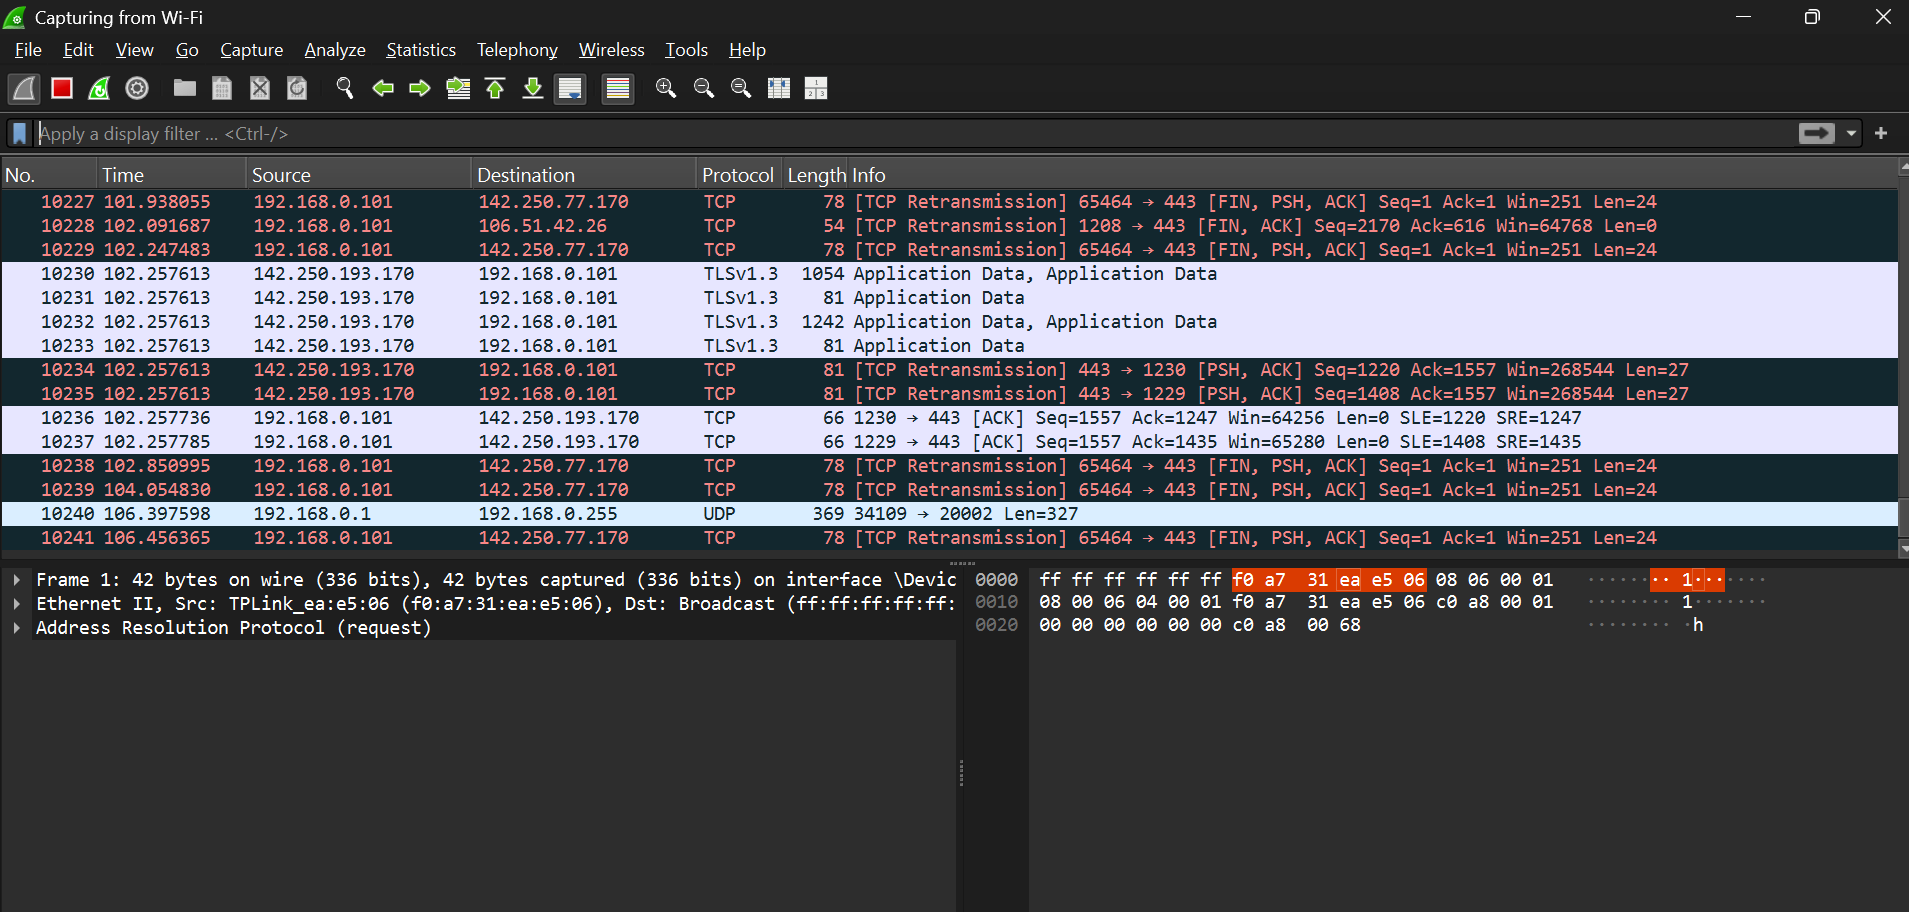 Capturing from Wi-Fi
File Edit View Go Capture Analyze Statistics Telephony Wireless Tools Help
Apply a display filter ... <Ctrl-/>
No. Time Source Destination Protocol Length Info
10227 101.938055 192.168.0.101 142.250.77.170 TCP 78 [TCP Retransmission] 65464 → 443 [FIN, PSH, ACK] Seq=1 Ack=1 Win=251 Len=24
10228 102.091687 192.168.0.101 106.51.42.26 TCP 54 [TCP Retransmission] 1208 → 443 [FIN, ACK] Seq=2170 Ack=616 Win=64768 Len=0
10229 102.247483 192.168.0.101 142.250.77.170 TCP 78 [TCP Retransmission] 65464 → 443 [FIN, PSH, ACK] Seq=1 Ack=1 Win=251 Len=24
10230 102.257613 142.250.193.170 192.168.0.101 TLSv1.3 1054 Application Data, Application Data
10231 102.257613 142.250.193.170 192.168.0.101 TLSv1.3 81 Application Data
10232 102.257613 142.250.193.170 192.168.0.101 TLSv1.3 1242 Application Data, Application Data
10233 102.257613 142.250.193.170 192.168.0.101 TLSv1.3 81 Application Data
10234 102.257613 142.250.193.170 192.168.0.101 TCP 81 [TCP Retransmission] 443 → 1230 [PSH, ACK] Seq=1220 Ack=1557 Win=268544 Len=27
10235 102.257613 142.250.193.170 192.168.0.101 TCP 81 [TCP Retransmission] 443 → 1229 [PSH, ACK] Seq=1408 Ack=1557 Win=268544 Len=27
10236 102.257736 192.168.0.101 142.250.193.170 TCP 66 1230 → 443 [ACK] Seq=1557 Ack=1247 Win=64256 Len=0 SLE=1220 SRE=1247
10237 102.257785 192.168.0.101 142.250.193.170 TCP 66 1229 → 443 [ACK] Seq=1557 Ack=1435 Win=65280 Len=0 SLE=1408 SRE=1435
10238 102.850995 192.168.0.101 142.250.77.170 TCP 78 [TCP Retransmission] 65464 → 443 [FIN, PSH, ACK] Seq=1 Ack=1 Win=251 Len=24
10239 104.054830 192.168.0.101 142.250.77.170 TCP 78 [TCP Retransmission] 65464 → 443 [FIN, PSH, ACK] Seq=1 Ack=1 Win=251 Len=24
10240 106.397598 192.168.0.1 192.168.0.255 UDP 369 34109 → 20002 Len=327
10241 106.456365 192.168.0.101 142.250.77.170 TCP 78 [TCP Retransmission] 65464 → 443 [FIN, PSH, ACK] Seq=1 Ack=1 Win=251 Len=24
Frame 1: 42 bytes on wire (336 bits), 42 bytes captured (336 bits) on interface \Devic
Ethernet II, Src: TPLink_ea:e5:06 (f0:a7:31:ea:e5:06), Dst: Broadcast (ff:ff:ff:ff:ff:
Address Resolution Protocol (request)
0000 ff ff ff ff ff ff f0 a7 31 ea e5 06 08 06 00 01 ········ 1·······
0010 08 00 06 04 00 01 f0 a7 31 ea e5 06 c0 a8 00 01 ········ 1·······
0020 00 00 00 00 00 00 c0 a8 00 68 ········ ·h